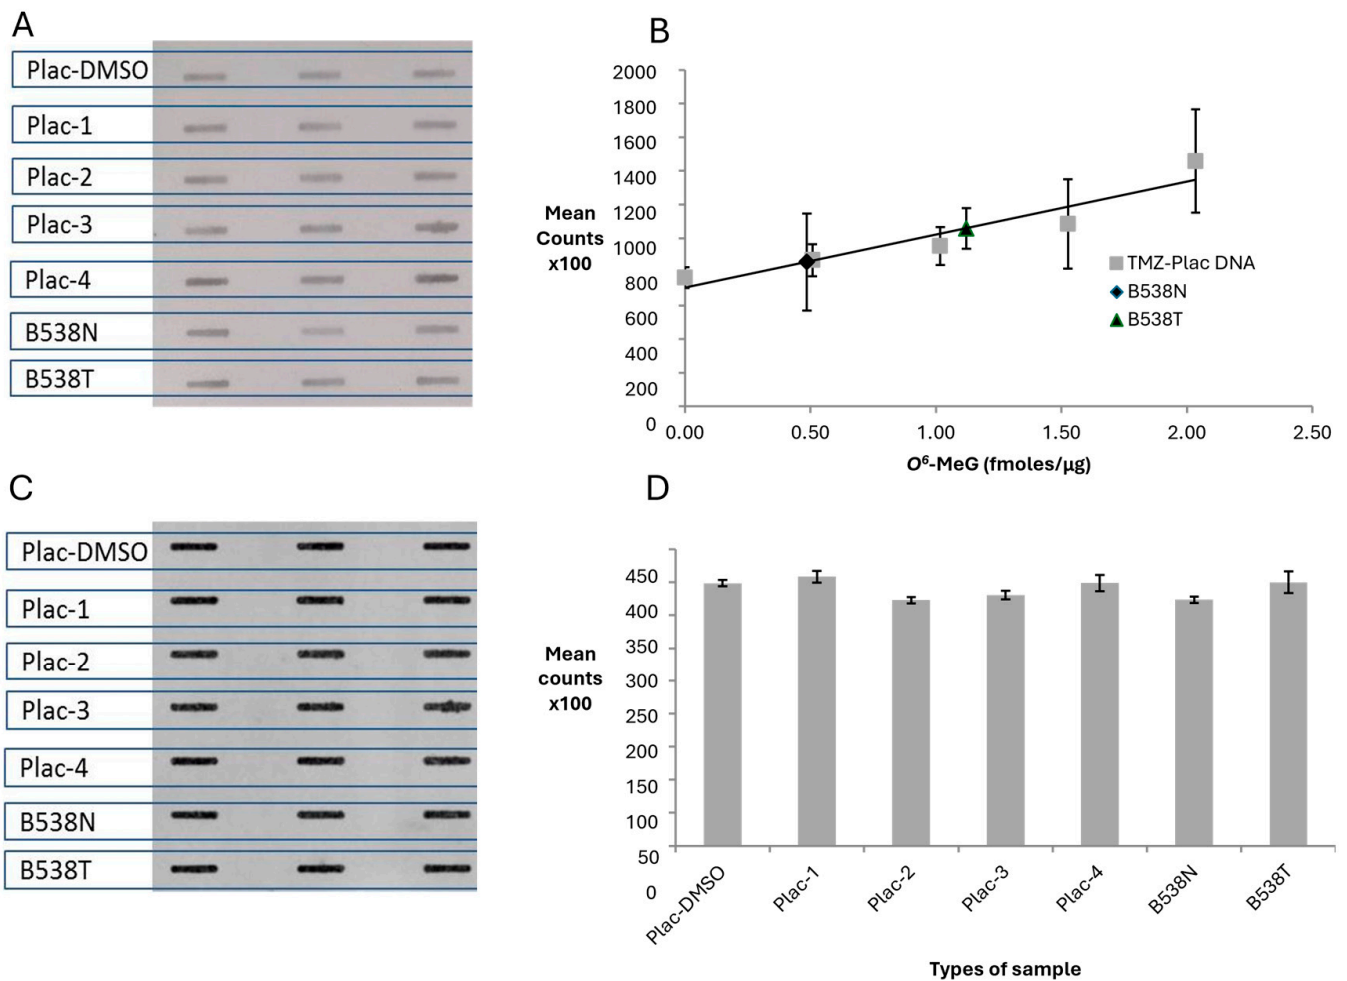 A
Plac-DMSO
Plac-1
Plac-2
Plac-3
Plac-4
B538N
B538T
B
2000
1800
1600
1400
1200
1000
800
600
400
200
0
Mean
Counts
x100
0.00 0.50 1.00 1.50 2.00 2.50
O⁶-MeG (fmoles/µg)
TMZ-Plac DNA
B538N
B538T
C
Plac-DMSO
Plac-1
Plac-2
Plac-3
Plac-4
B538N
B538T
D
450
400
350
300
250
200
150
100
50
0
Mean
counts
x100
Plac-DMSO
Plac-1
Plac-2
Plac-3
Plac-4
B538N
B538T
Types of sample